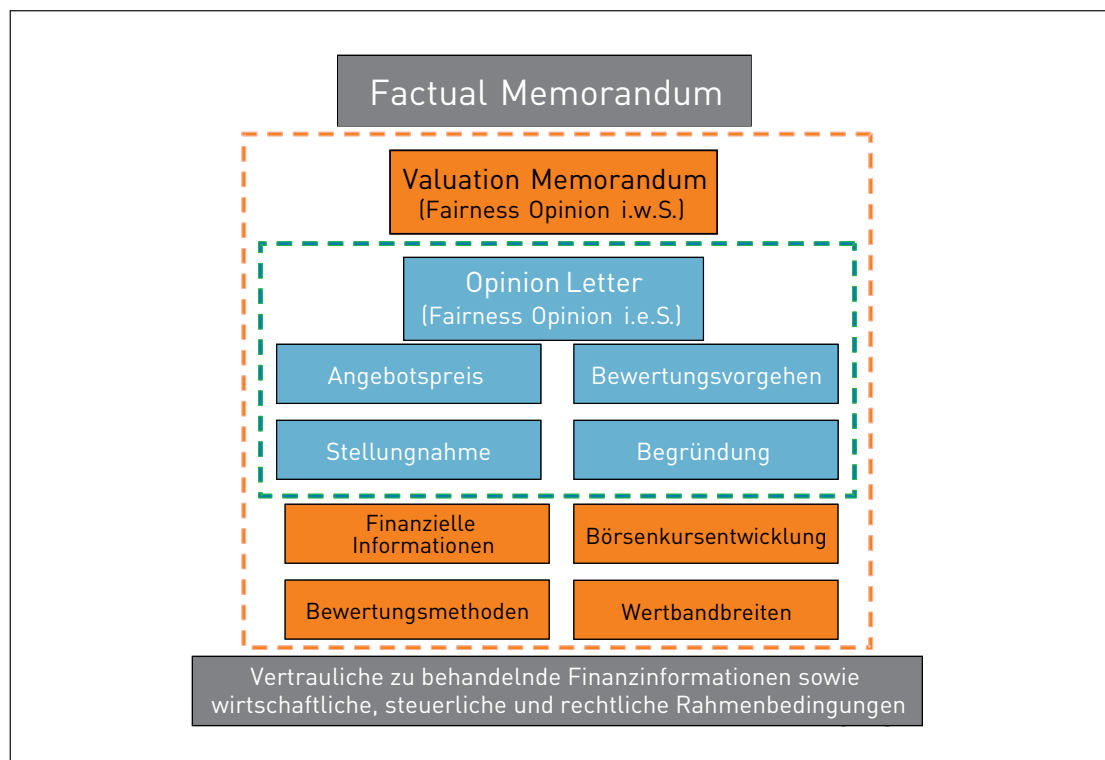 Factual Memorandum
Valuation Memorandum
(Fairness Opinion i.w.S.)
Opinion Letter
(Fairness Opinion i.e.S.)
Angebotspreis
Bewertungsvorgehen
Stellungnahme
Begründung
Finanzielle
Informationen
Börsenkursentwicklung
Bewertungsmethoden
Wertbandbreiten
Vertrauliche zu behandelnde Finanzinformationen sowie
wirtschaftliche, steuerliche und rechtliche Rahmenbedingungen